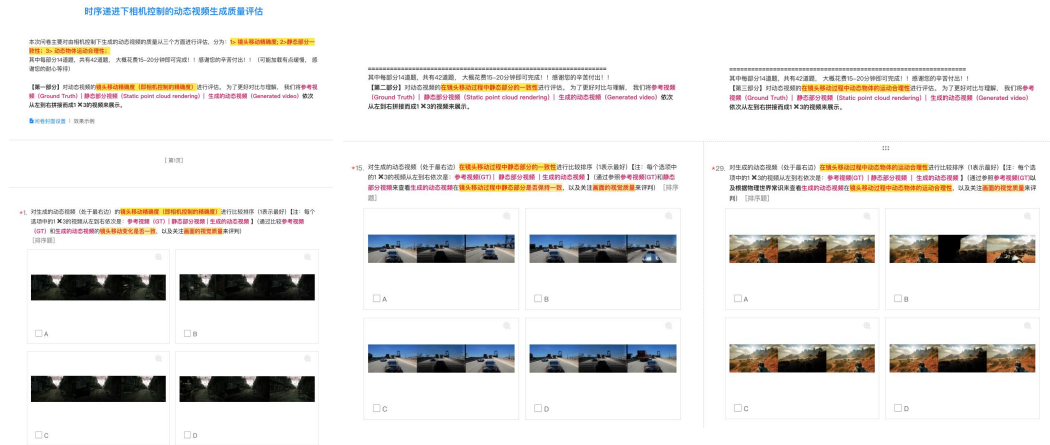 时序递进下相机控制的动态视频生成质量评估
本次问卷主要对由相机控制下生成的动态视频的质量从三个方面进行评估，分为：1> 镜头移动精确度; 2>静态部分一
致性；3> 动态物体运动合理性；
其中每部分14道题，共有42道题， 大概花费15-20分钟即可完成！！感谢您的辛苦付出！！（可能加载有点缓慢， 感
谢您的耐心等待）
【第一部分】对动态视频的镜头移动精确度（即相机控制的精确度）进行评估。 为了更好对比与理解， 我们将参考视
频（Ground Truth）| 静态部分视频（Static point cloud rendering）| 生成的动态视频（Generated video）依次
从左到右拼接而成1 ✖3的视频来展示。
问卷封面设置 | 效果示例
[ 第1页]
*1. 对生成的动态视频（处于最右边）的镜头移动精确度（即相机控制的精确度）进行比较排序（1表示最好）【注：每个
选项中的1 ✖3的视频从左到右依次是：参考视频（GT）| 静态部分视频 | 生成的动态视频 】（通过比较参考视频
（GT）和生成的动态视频的镜头移动变化是否一致，以及关注画面的视觉质量来评判）
[排序题]
A
B
C
D
==================================================================
其中每部分14道题，共有42道题， 大概花费15-20分钟即可完成！！感谢您的辛苦付出！！
【第二部分】对动态视频的在镜头移动过程中静态部分的一致性进行评估。 为了更好对比与理解， 我们将参考视频
（Ground Truth）| 静态部分视频（Static point cloud rendering）| 生成的动态视频（Generated video）依次
从左到右拼接而成1 ✖3的视频来展示。
*15. 对生成的动态视频（处于最右边）在镜头移动过程中静态部分的一致性进行比较排序（1表示最好）【注：每个选项中
的1 ✖3的视频从左到右依次是：参考视频(GT) | 静态部分视频 | 生成的动态视频 】（通过参照参考视频(GT)和静态
部分视频来查看生成的动态视频在镜头移动过程中静态部分是否保持一致，以及关注画面的视觉质量来评判） [排序
题]
A
B
C
D
==================================================================
其中每部分14道题，共有42道题， 大概花费15-20分钟即可完成！！感谢您的辛苦付出！！
【第三部分】对动态视频的在镜头移动过程中动态物体的运动合理性进行评估。 为了更好对比与理解， 我们将参考
视频（Ground Truth）| 静态部分视频（Static point cloud rendering）| 生成的动态视频（Generated video）
依次从左到右拼接而成1 ✖3的视频来展示。
*29. 对生成的动态视频（处于最右边）在镜头移动过程中动态物体的运动合理性进行比较排序（1表示最好）【注：每个选
项中的1 ✖3的视频从左到右依次是：参考视频(GT) | 静态部分视频 | 生成的动态视频 】（通过参照参考视频(GT)以
及根据物理世界常识来查看生成的动态视频在镜头移动过程中动态物体的运动合理性，以及关注画面的视觉质量来评
判） [排序题]
A
B
C
D